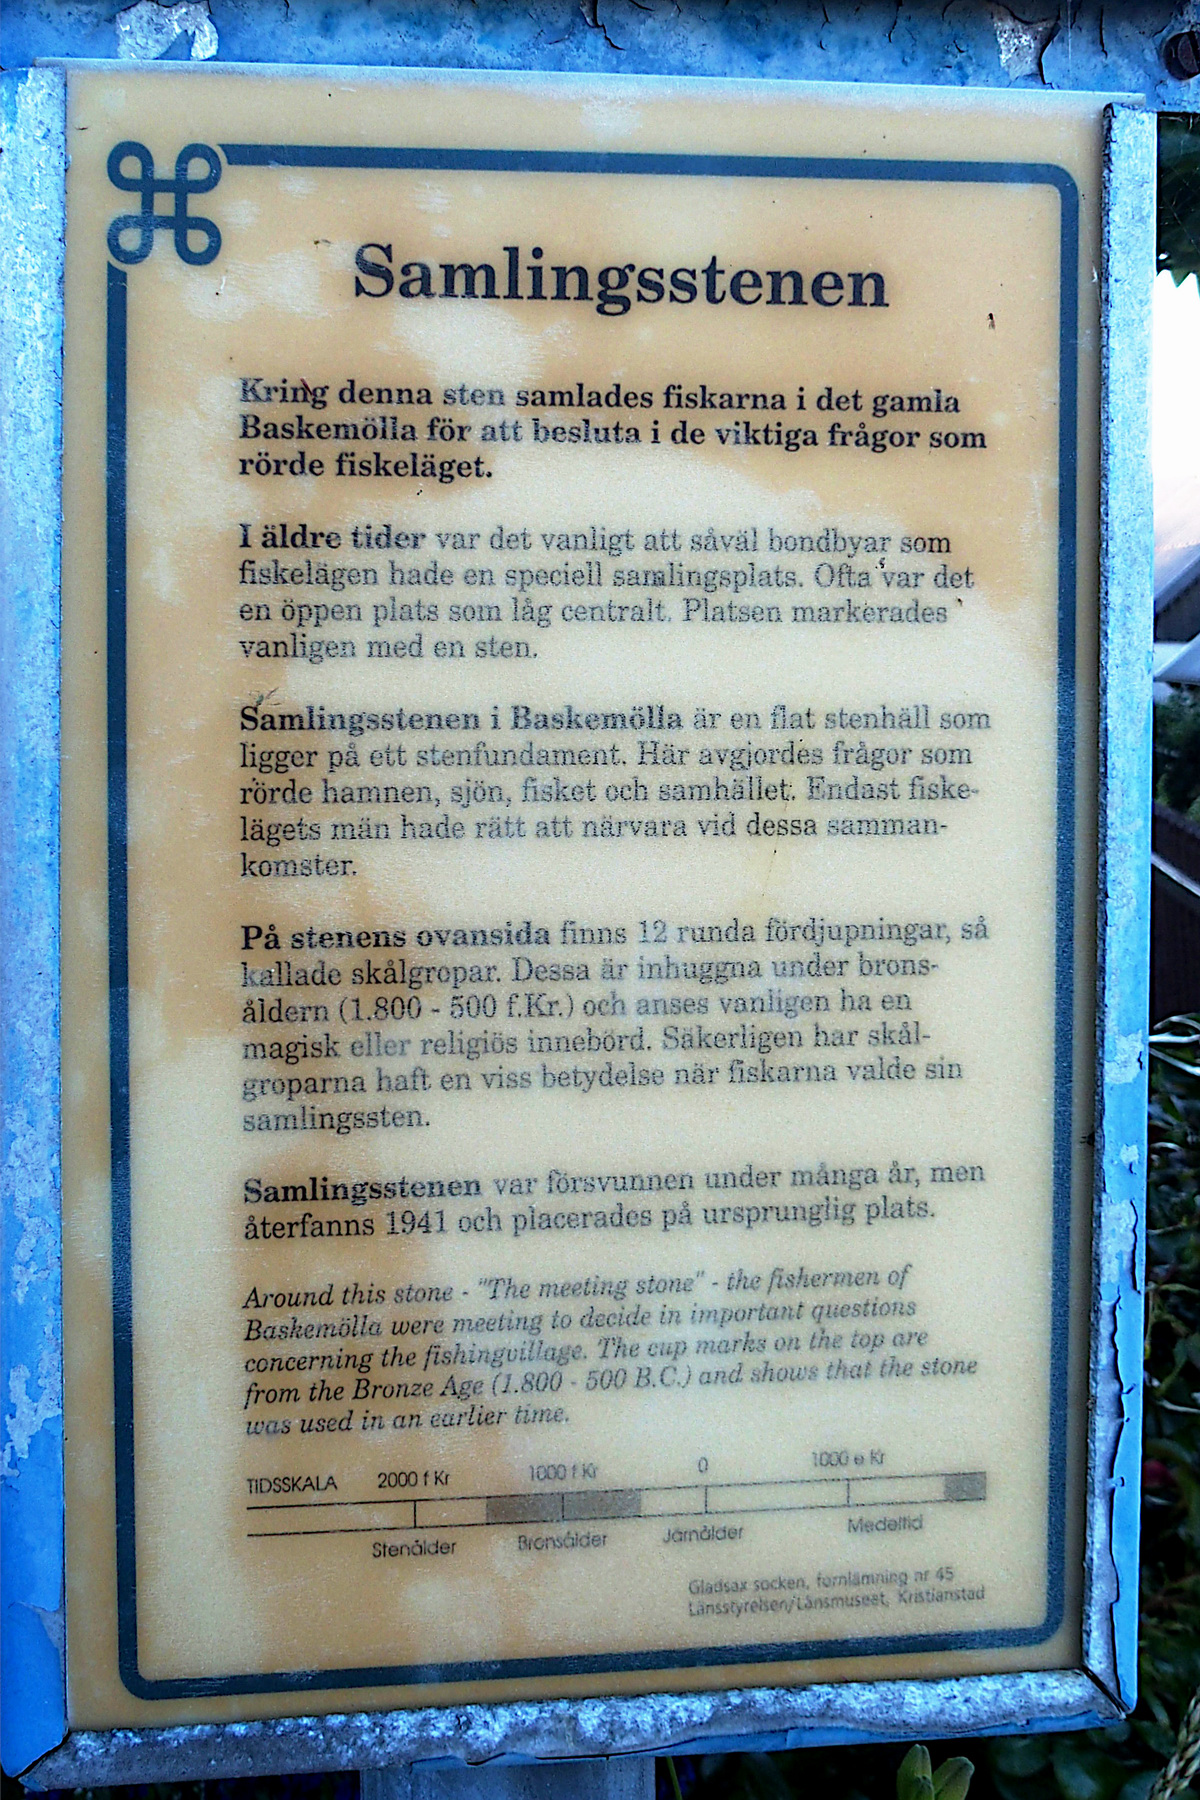 Samlingsstenen
Kring denna sten samlades fiskarna i det gamla
Baskemölla för att besluta i de viktiga frågor som
rörde fiskeläget.
I äldre tider var det vanligt att såväl bondbyar som
fiskelägen hade en speciell samlingsplats. Ofta var det
en öppen plats som låg centralt. Platsen markerades
vanligen med en sten.
Samlingsstenen i Baskemölla är en flat stenhäll som
ligger på ett stenfundament. Här avgjordes frågor som
rörde hamnen, sjön, fisket och samhället. Endast fiske-
lägets män hade rätt att närvara vid dessa samman-
komster.
På stenens ovansida finns 12 runda fördjupningar, så
kallade skålgropar. Dessa är inhuggna under brons-
åldern (1.800 - 500 f.Kr.) och anses vanligen ha en
magisk eller religiös innebörd. Säkerligen har skål-
groparna haft en viss betydelse när fiskarna valde sin
samlingssten.
Samlingsstenen var försvunnen under många år, men
återfanns 1941 och placerades på ursprunglig plats.
Around this stone - "The meeting stone" - the fishermen of
Baskemölla were meeting to decide in important questions
concerning the fishingvillage. The cup marks on the top are
from the Bronze Age (1.800 - 500 B.C.) and shows that the stone
was used in an earlier time.
TIDSSKALA 2000 f Kr 1000 f Kr 0 1000 e Kr
Stenålder Bronsålder Järnålder Medeltid
Gladsax socken, fornlämning nr 45
Länsstyrelsen/Länsmuseet, Kristianstad